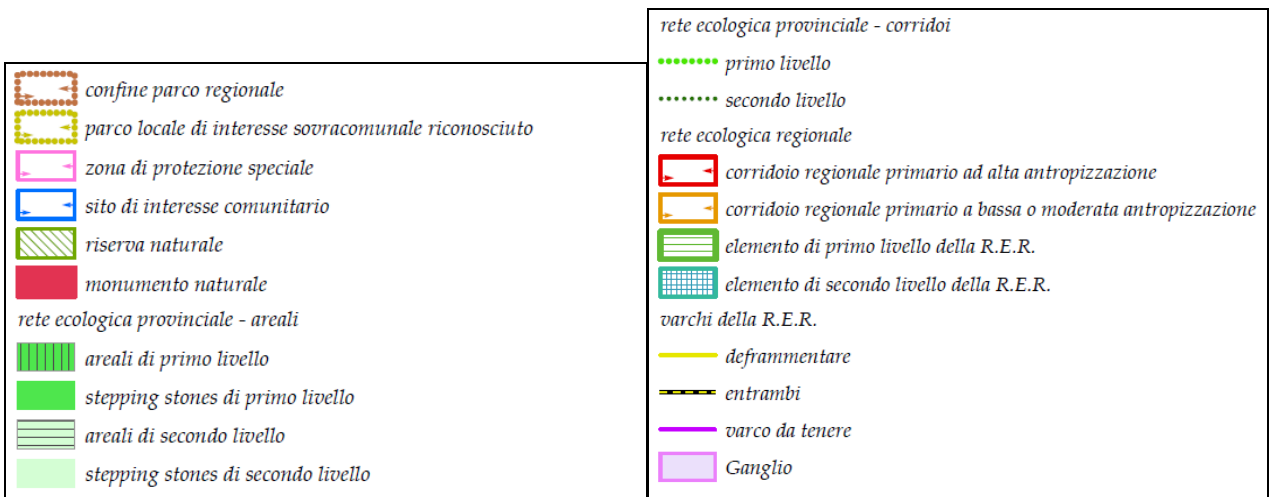 confine parco regionale
parco locale di interesse sovracomunale riconosciuto
zona di protezione speciale
sito di interesse comunitario
riserva naturale
monumento naturale
rete ecologica provinciale - areali
areali di primo livello
stepping stones di primo livello
areali di secondo livello
stepping stones di secondo livello
rete ecologica provinciale - corridoi
primo livello
secondo livello
rete ecologica regionale
corridoio regionale primario ad alta antropizzazione
corridoio regionale primario a bassa o moderata antropizzazione
elemento di primo livello della R.E.R.
elemento di secondo livello della R.E.R.
varchi della R.E.R.
deframmentare
entrambi
varco da tenere
Ganglio